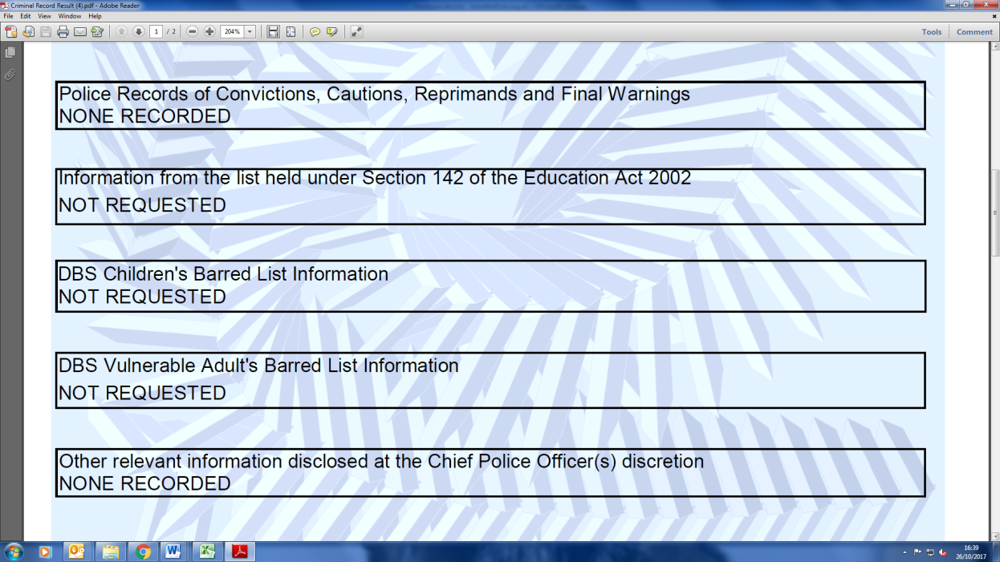 Criminal Record Result (4).pdf - Adobe Reader
File Edit View Window Help
1 / 2 204% Tools Comment
Police Records of Convictions, Cautions, Reprimands and Final Warnings
NONE RECORDED
Information from the list held under Section 142 of the Education Act 2002
NOT REQUESTED
DBS Children's Barred List Information
NOT REQUESTED
DBS Vulnerable Adult's Barred List Information
NOT REQUESTED
Other relevant information disclosed at the Chief Police Officer(s) discretion
NONE RECORDED
16:39
26/10/2017